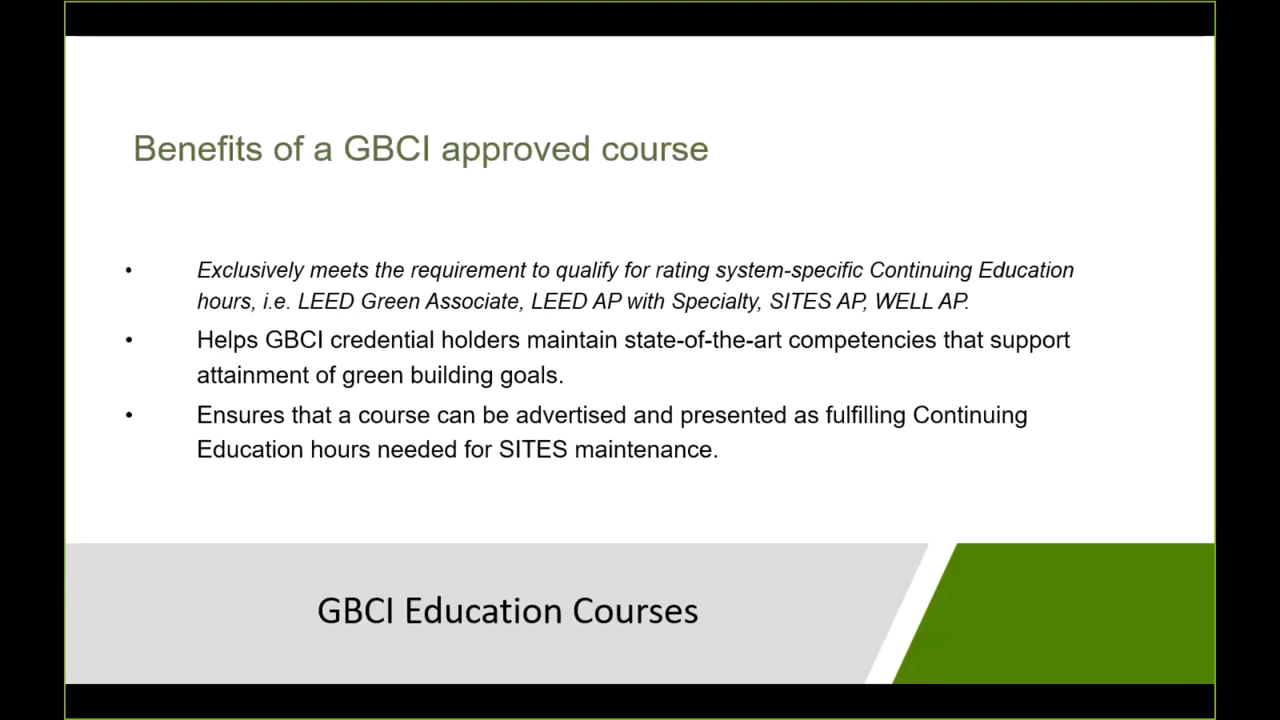 Benefits of a GBCI approved course
• Exclusively meets the requirement to qualify for rating system-specific Continuing Education
hours, i.e. LEED Green Associate, LEED AP with Specialty, SITES AP, WELL AP.
• Helps GBCI credential holders maintain state-of-the-art competencies that support
attainment of green building goals.
• Ensures that a course can be advertised and presented as fulfilling Continuing
Education hours needed for SITES maintenance.
GBCI Education Courses